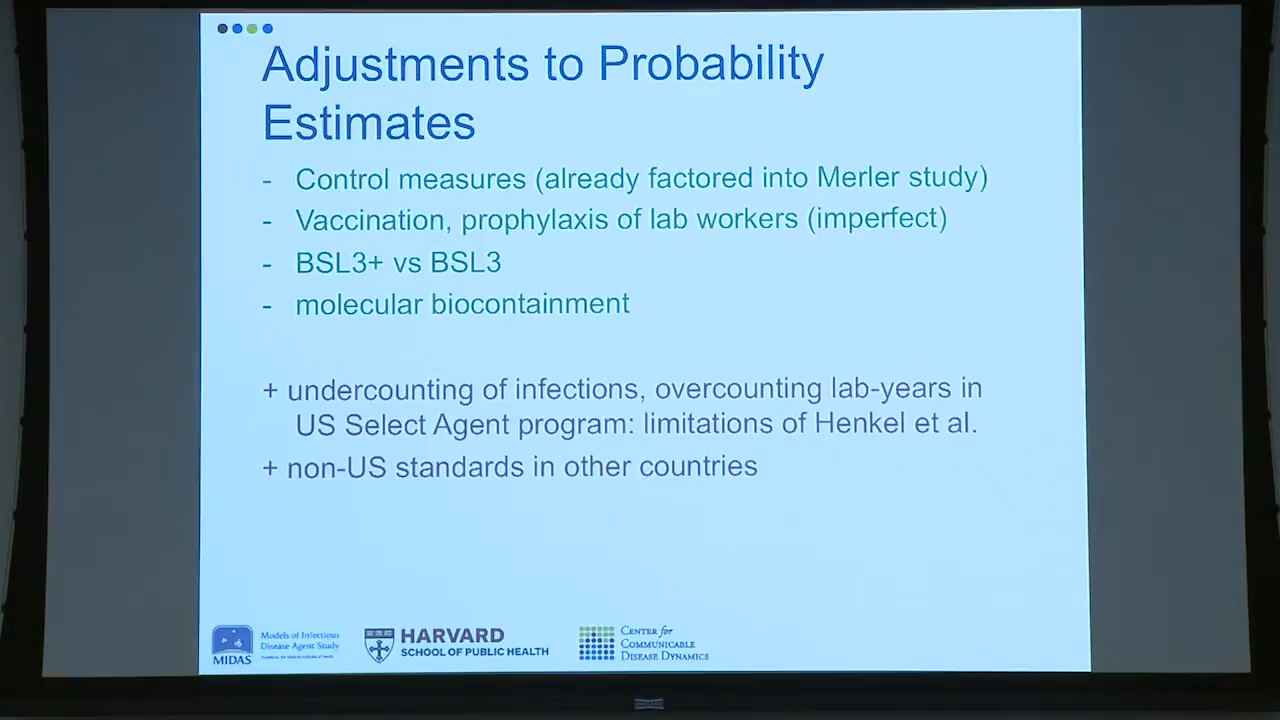 Adjustments to Probability
Estimates
- Control measures (already factored into Merler study)
- Vaccination, prophylaxis of lab workers (imperfect)
- BSL3+ vs BSL3
- molecular biocontainment
+ undercounting of infections, overcounting lab-years in
US Select Agent program: limitations of Henkel et al.
+ non-US standards in other countries
MIDAS
Models of Infectious
Disease Agent Study
HARVARD
SCHOOL OF PUBLIC HEALTH
CENTER for
COMMUNICABLE
DISEASE DYNAMICS